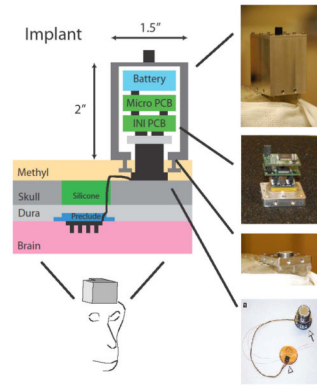 Implant
1.5"
2"
Battery
Micro PCB
INI PCB
Methyl
Skull
Silicone
Dura
Preclude
Brain
a